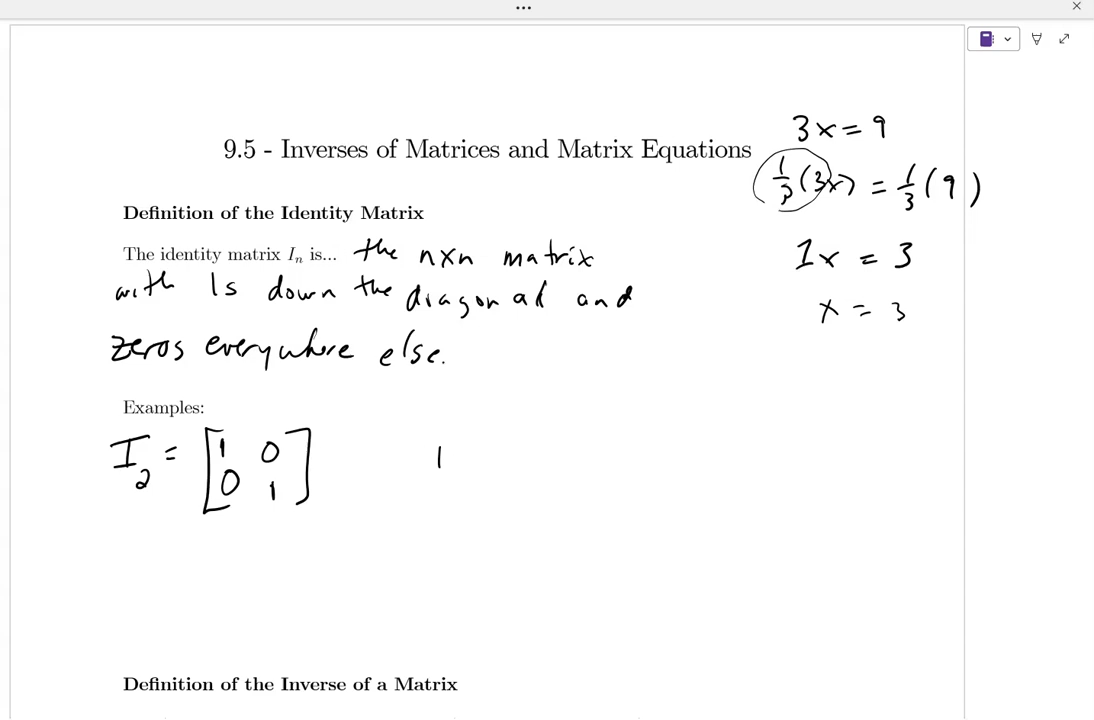 9.5 - Inverses of Matrices and Matrix Equations
3x = 9
1/3 (3x) = 1/3 (9)
1x = 3
x = 3
Definition of the Identity Matrix
The identity matrix Iₙ is... the nxn matrix
with 1s down the diagonal and
zeros everywhere else.
Examples:
I₂ = [1 0
0 1]
1
Definition of the Inverse of a Matrix